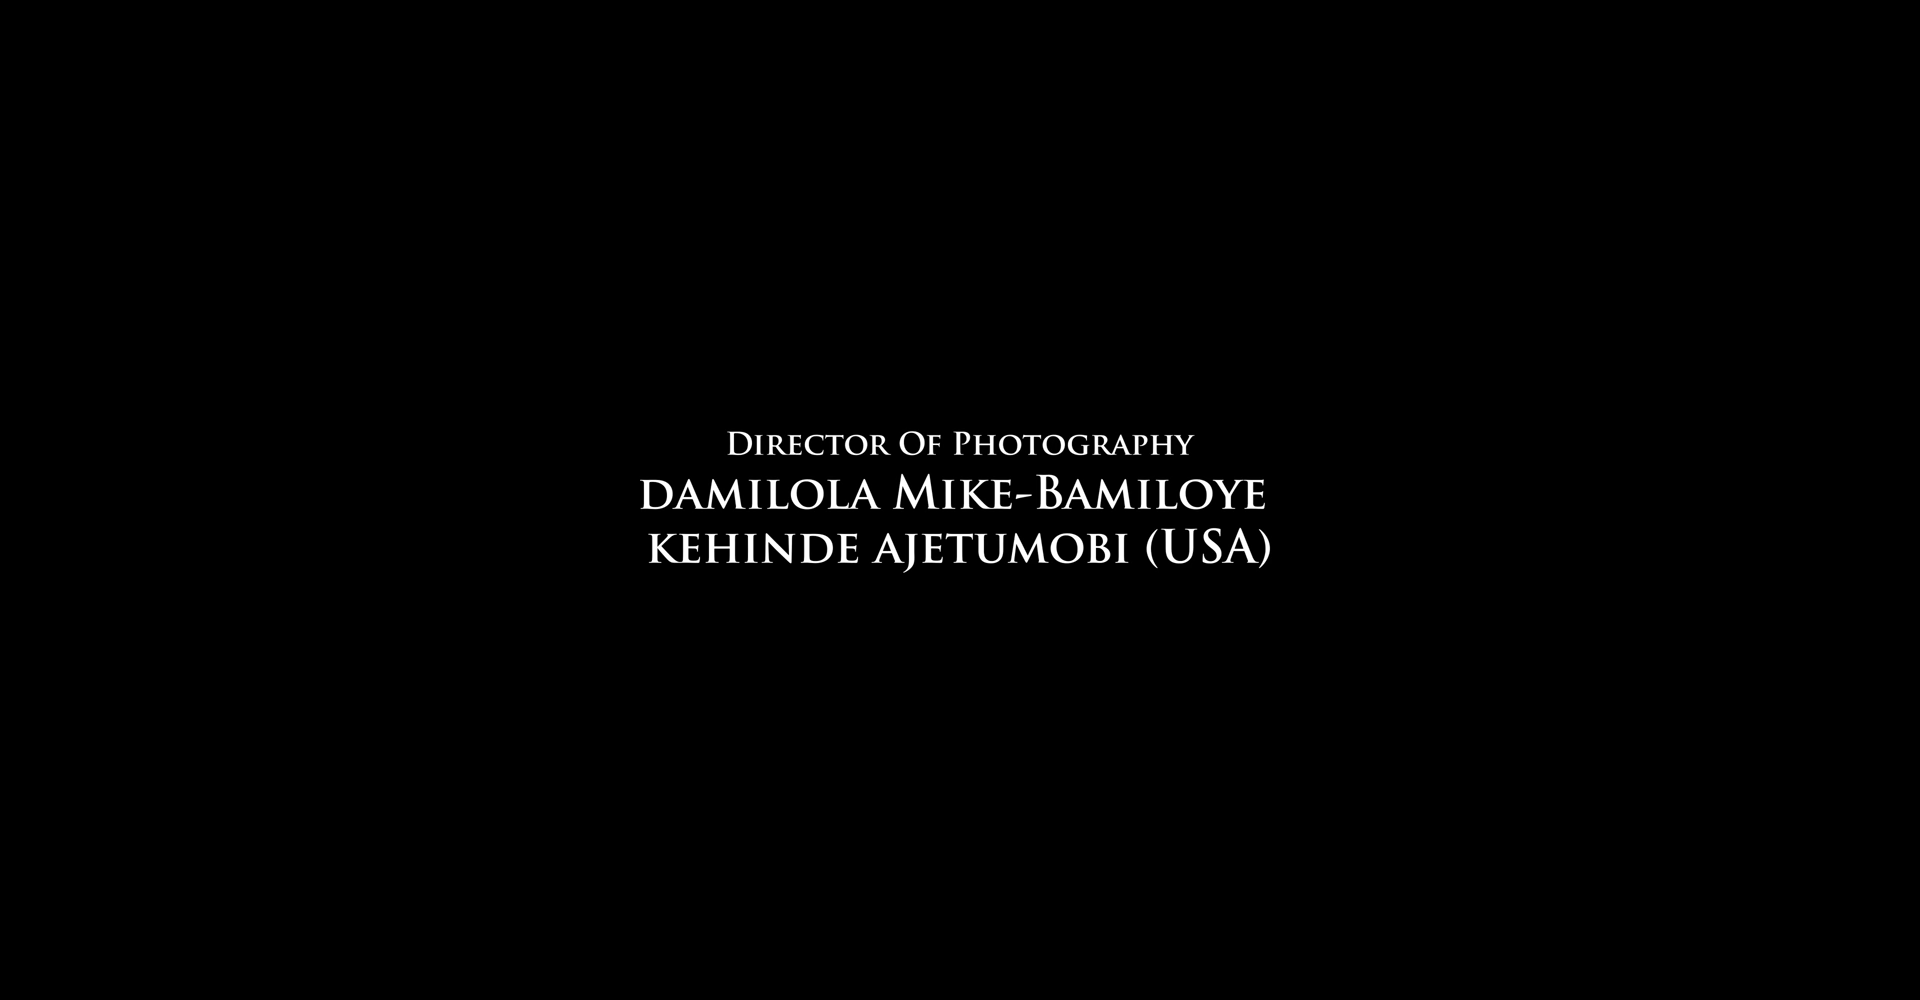 Director Of Photography
damilola Mike-Bamiloye
kehinde ajetumobi (USA)